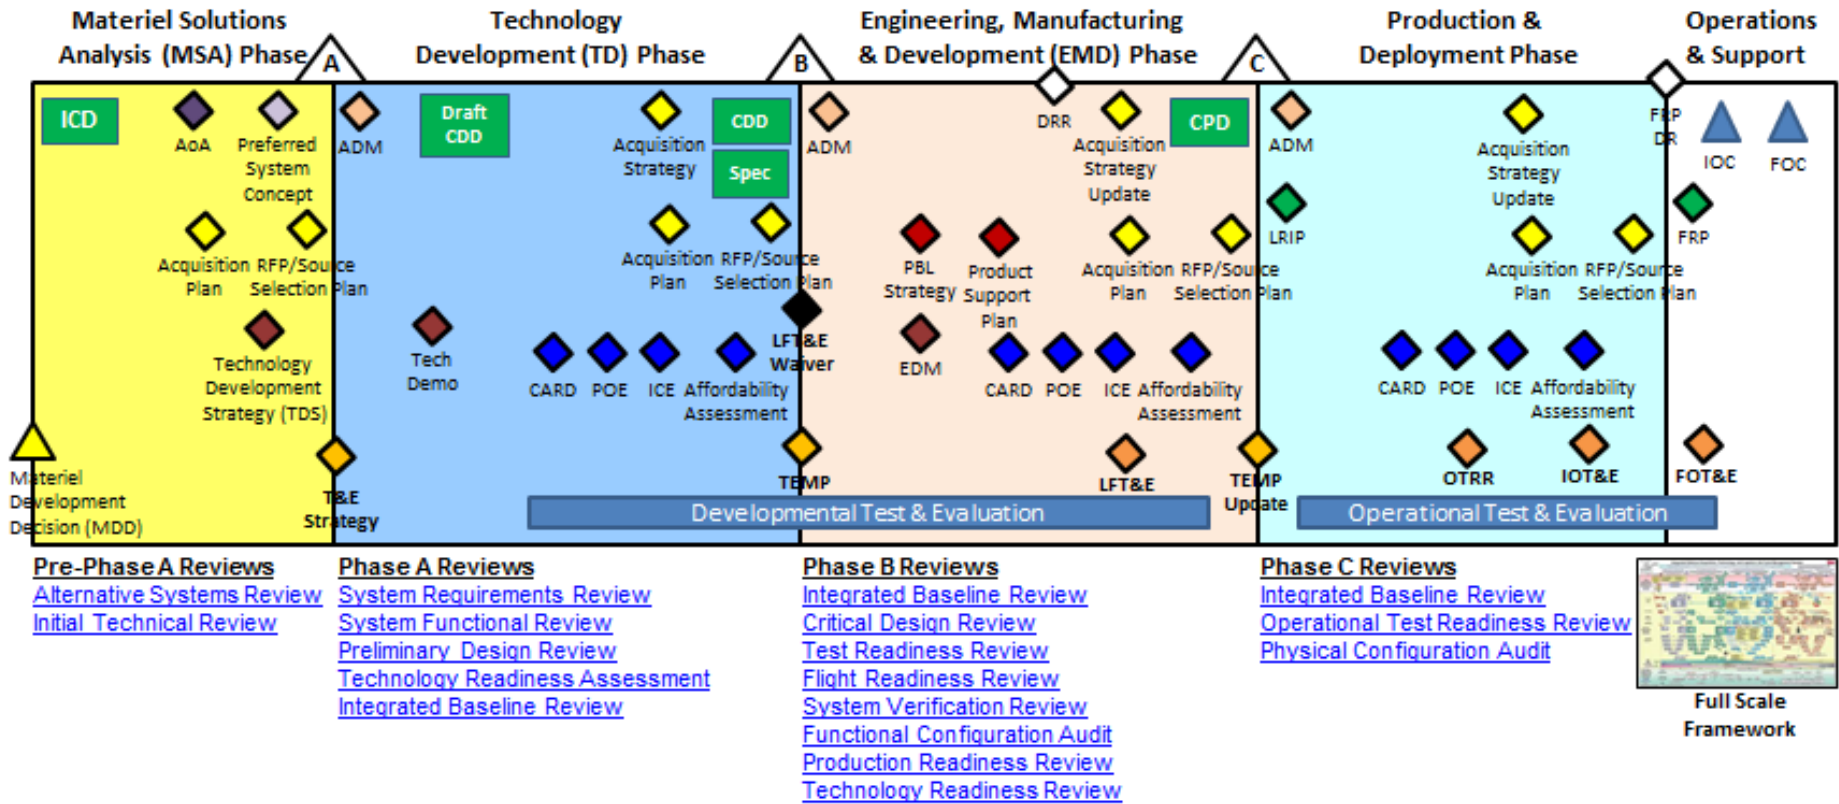 Materiel Solutions
Analysis (MSA) Phase
A
Technology
Development (TD) Phase
B
Engineering, Manufacturing
& Development (EMD) Phase
C
Production &
Deployment Phase
Operations
& Support
ICD
AoA
Preferred
System
Concept
Acquisition
Plan
RFP/Source
Selection Plan
Technology
Development
Strategy (TDS)
Materiel
Development
Decision (MDD)
T&E
Strategy
ADM
Draft
CDD
Acquisition
Strategy
CDD
Spec
Acquisition
Plan
RFP/Source
Selection Plan
Tech
Demo
CARD
POE
ICE
Affordability
Assessment
LFT&E
Waiver
TEMP
Developmental Test & Evaluation
ADM
DRR
Acquisition
Strategy
Update
CPD
PBL
Strategy
Product
Support
Plan
Acquisition
Plan
RFP/Source
Selection Plan
EDM
CARD
POE
ICE
Affordability
Assessment
LFT&E
TEMP
Update
ADM
LRIP
Acquisition
Strategy
Update
Acquisition
Plan
RFP/Source
Selection Plan
CARD
POE
ICE
Affordability
Assessment
OTRR
IOT&E
Operational Test & Evaluation
FRP
DR
IOC
FOC
FRP
FOT&E
Pre-Phase A Reviews
Alternative Systems Review
Initial Technical Review
Phase A Reviews
System Requirements Review
System Functional Review
Preliminary Design Review
Technology Readiness Assessment
Integrated Baseline Review
Phase B Reviews
Integrated Baseline Review
Critical Design Review
Test Readiness Review
Flight Readiness Review
System Verification Review
Functional Configuration Audit
Production Readiness Review
Technology Readiness Review
Phase C Reviews
Integrated Baseline Review
Operational Test Readiness Review
Physical Configuration Audit
Full Scale
Framework